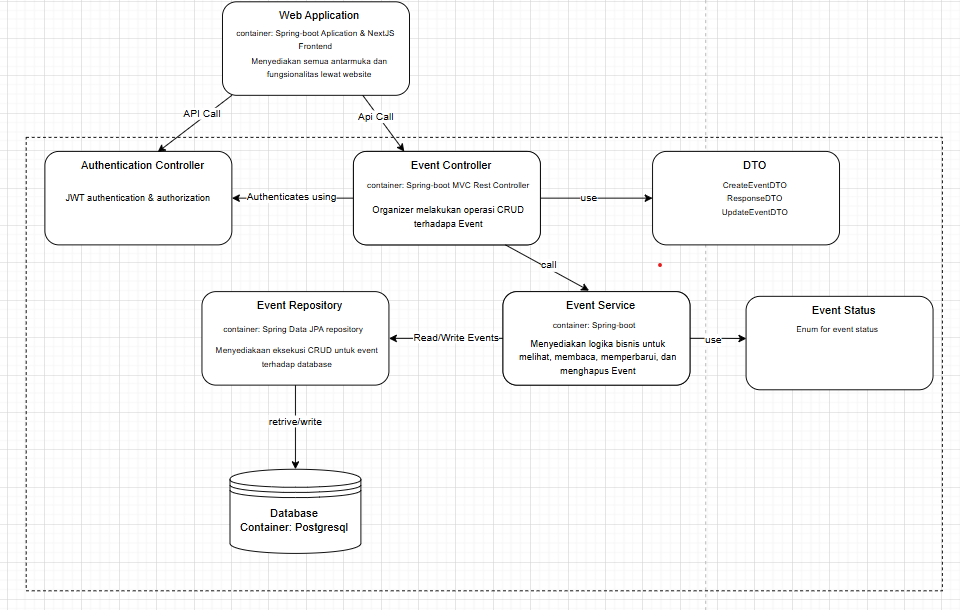 Web Application
container: Spring-boot Aplication & NextJS
Frontend
Menyediakan semua antarmuka dan
fungsionalitas lewat website
API Call
Api Call
Authentication Controller
JWT authentication & authorization
Authenticates using
Event Controller
container: Spring-boot MVC Rest Controller
Organizer melakukan operasi CRUD
terhadapa Event
use
DTO
CreateEventDTO
ResponseDTO
UpdateEventDTO
call
Event Repository
container: Spring Data JPA repository
Menyediakaan eksekusi CRUD untuk event
terhadap database
Read/Write Events
Event Service
container: Spring-boot
Menyediakan logika bisnis untuk
melihat, membaca, memperbarui, dan
menghapus Event
use
Event Status
Enum for event status
retrive/write
Database
Container: Postgresql